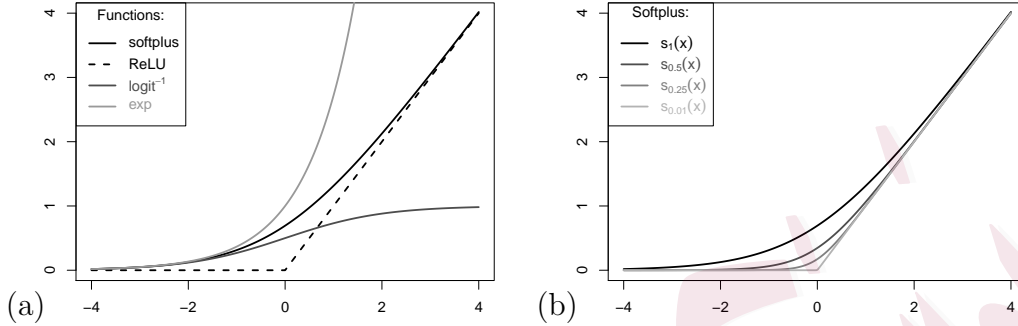 Functions:
softplus
ReLU
logit⁻¹
exp
4
3
2
1
0
−4 −2 0 2 4
(a)
Softplus:
s₁(x)
s₀.₅(x)
s₀.₂₅(x)
s₀.₀₁(x)
4
3
2
1
0
−4 −2 0 2 4
(b)